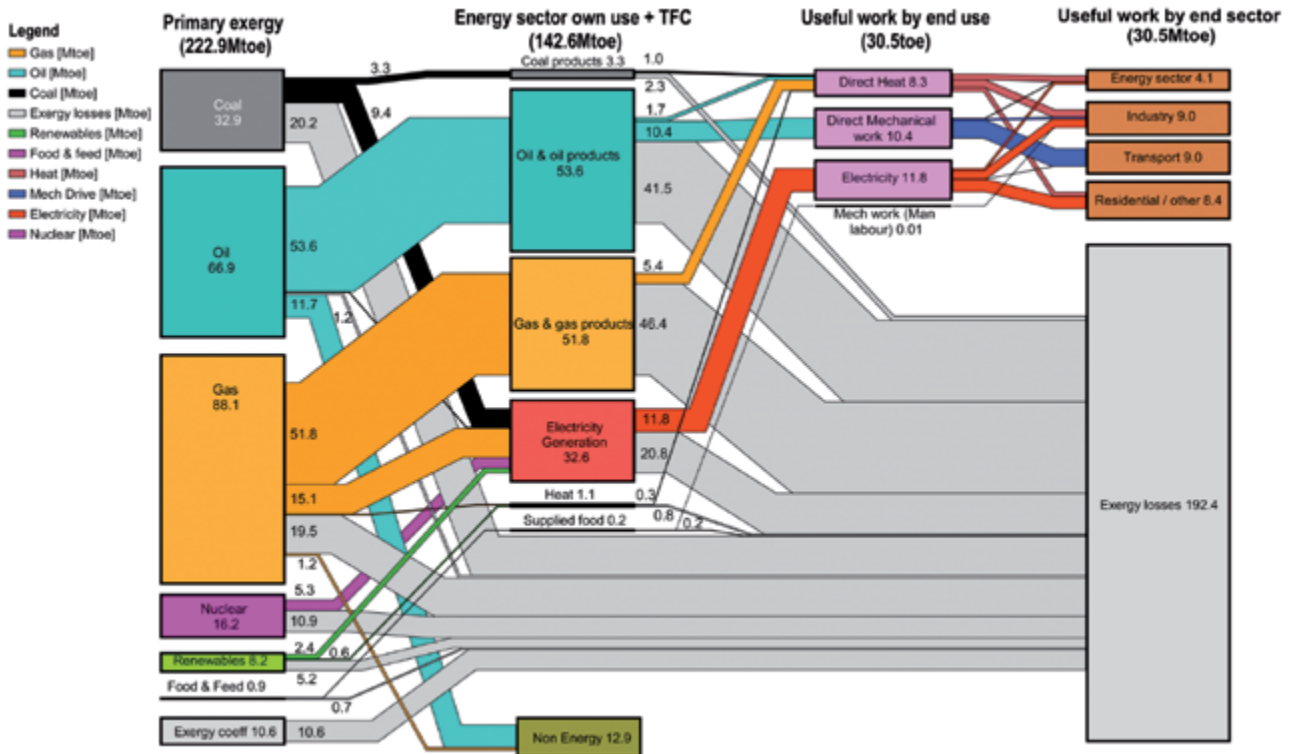 Legend
Gas [Mtoe]
Oil [Mtoe]
Coal [Mtoe]
Exergy losses [Mtoe]
Renewables [Mtoe]
Food & feed [Mtoe]
Heat [Mtoe]
Mech Drive [Mtoe]
Electricity [Mtoe]
Nuclear [Mtoe]
Primary exergy
(222.9Mtoe)
Coal
32.9
Oil
66.9
Gas
88.1
Nuclear
16.2
Renewables 8.2
Food & Feed 0.9
Exergy coeff 10.6
3.3
9.4
20.2
53.6
11.7
1.2
51.8
15.1
19.5
1.2
5.3
10.9
2.4
0.6
5.2
0.7
10.6
Energy sector own use + TFC
(142.6Mtoe)
Coal products 3.3
Oil & oil products
53.6
Gas & gas products
51.8
Electricity
Generation
32.6
Heat 1.1
Supplied food 0.2
Non Energy 12.9
1.0
2.3
1.7
10.4
41.5
5.4
46.4
11.8
20.8
0.3
0.8
0.2
Useful work by end use
(30.5toe)
Direct Heat 8.3
Direct Mechanical
work 10.4
Electricity 11.8
Mech work (Man
labour) 0.01
Useful work by end sector
(30.5Mtoe)
Energy sector 4.1
Industry 9.0
Transport 9.0
Residential / other 8.4
Exergy losses 192.4